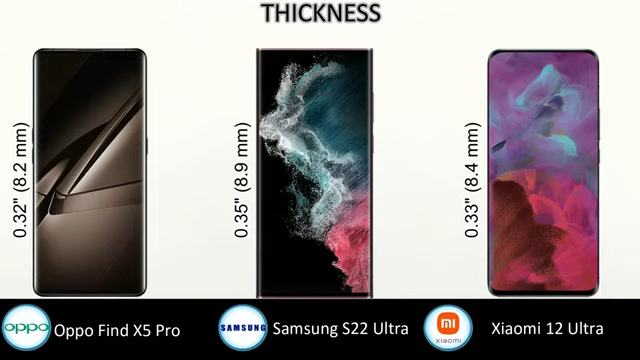 THICKNESS
0.32" (8.2 mm)
0.35" (8.9 mm)
0.33" (8.4 mm)
oppo Oppo Find X5 Pro
SAMSUNG Samsung S22 Ultra
mi XIAOMI Xiaomi 12 Ultra